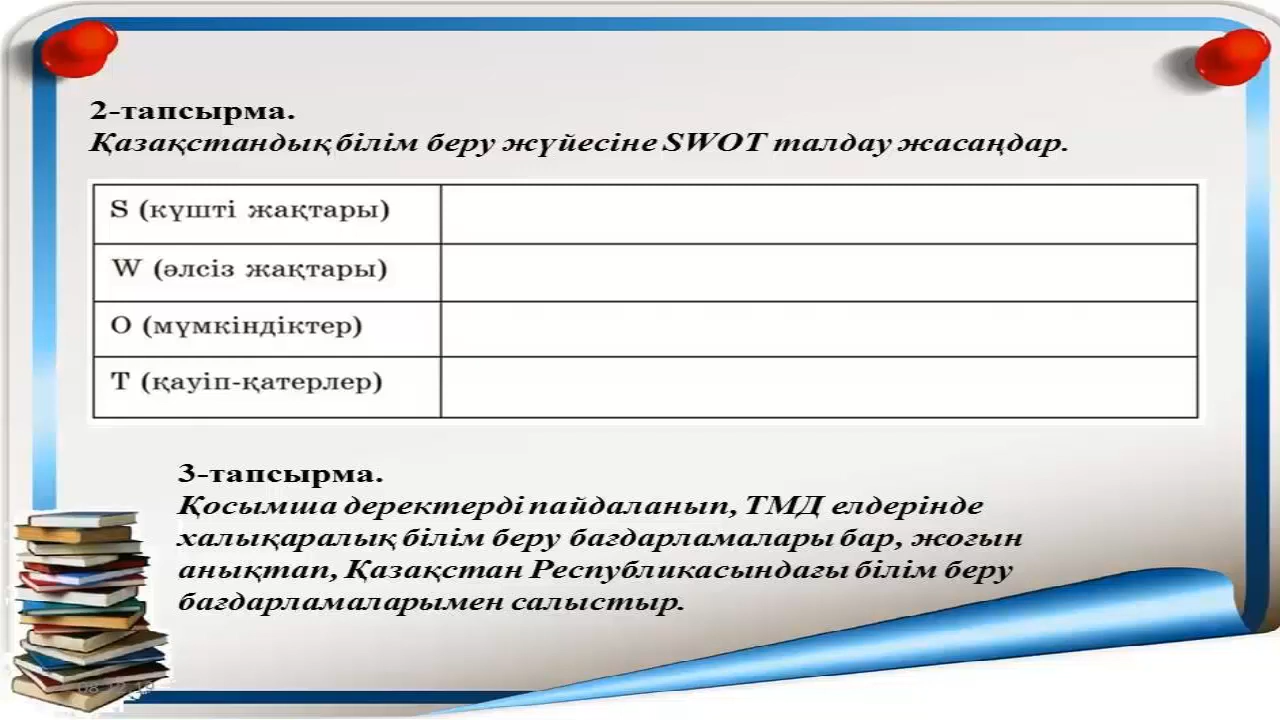 2-тапсырма.
Қазақстандық білім беру жүйесіне SWOT талдау жасаңдар.
S (күшті жақтары)
W (әлсіз жақтары)
O (мүмкіндіктер)
T (қауіп-қатерлер)
3-тапсырма.
Қосымша деректерді пайдаланып, ТМД елдерінде
халықаралық білім беру бағдарламалары бар, жоғын
анықтап, Қазақстан Республикасындағы білім беру
бағдарламаларымен салыстыр.